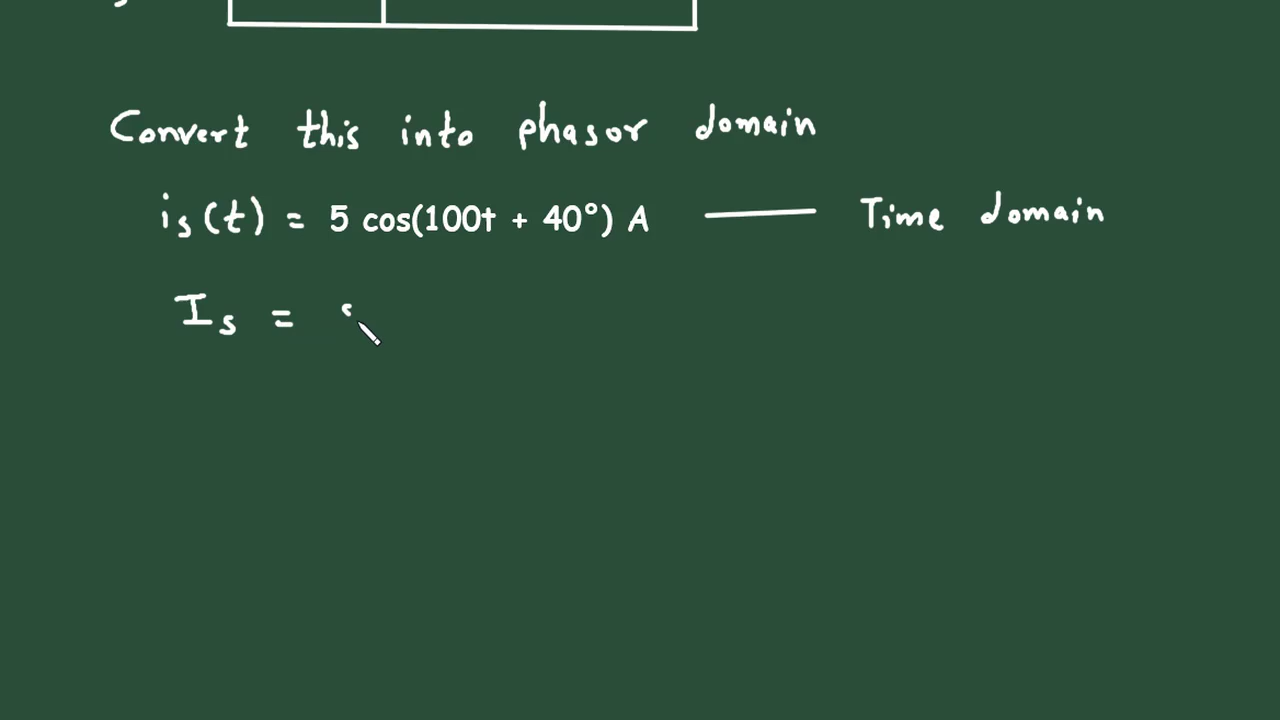 Convert this into phasor domain
is(t) = 5 cos(100t + 40°) A —— Time domain
Is =